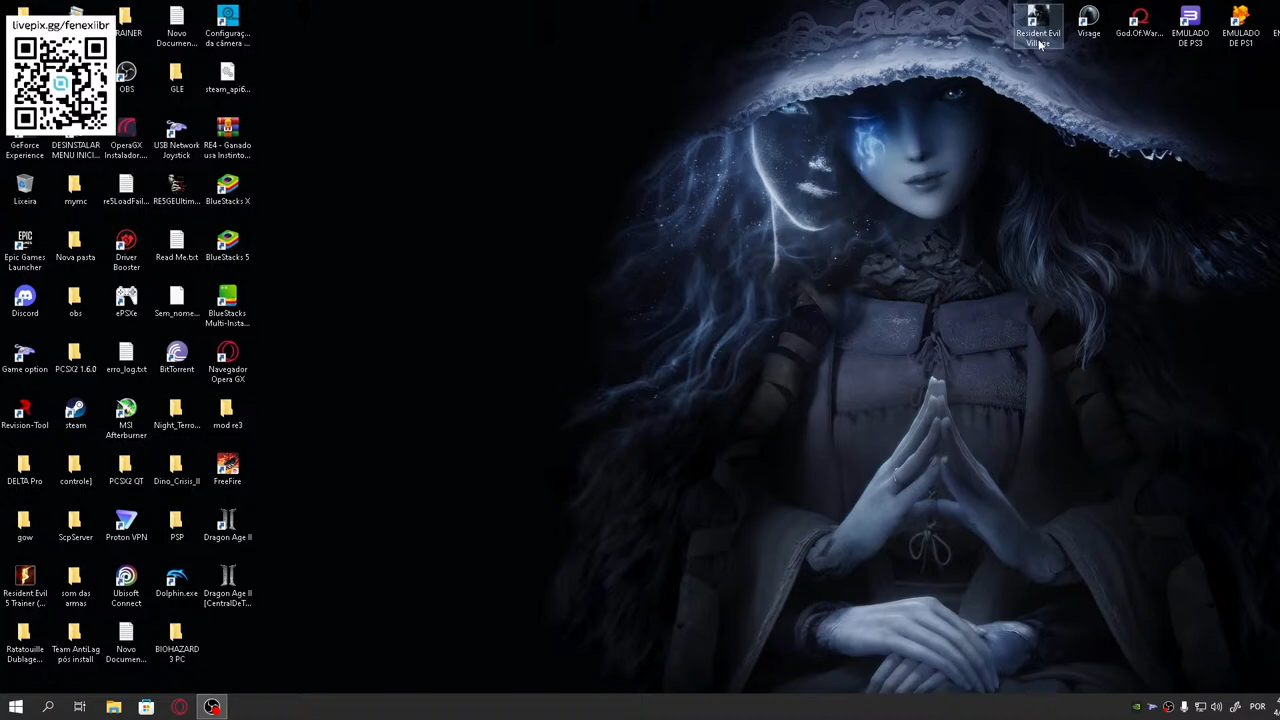 livepix.gg/fenexiibr
RAINER
Novo
Documen...
Configuraç...
da câmera ...
Resident Evil
Village
Visage
God.Of.War...
EMULADO
DE PS3
EMULADO
DE PS1
OBS
GLE
steam_api6...
GeForce
Experience
DESINSTALAR
MENU INICI...
OperaGX
Instalador....
USB Network
Joystick
RE4 - Ganado
usa Instinto...
Lixeira
mymc
re5LoadFail...
RE5GEUltim...
BlueStacks X
EPIC
GAMES
Epic Games
Launcher
Nova pasta
Driver
Booster
Read Me.txt
BlueStacks 5
Discord
obs
ePSXe
Sem_nome...
BlueStacks
Multi-Insta...
Game option
PCSX2 1.6.0
erro_log.txt
BitTorrent
Navegador
Opera GX
Revision-Tool
steam
MSI
Afterburner
Night_Terro...
mod re3
DELTA Pro
controle]
PCSX2 QT
Dino_Crisis_II
FreeFire
gow
ScpServer
Proton VPN
PSP
Dragon Age II
Resident Evil
5 Trainer (...
som das
armas
Ubisoft
Connect
Dolphin.exe
Dragon Age II
[CentralDeT...
Ratatouille
Dublage...
Team AntiLag
pós install
Novo
Documen...
BIOHAZARD
3 PC
POR